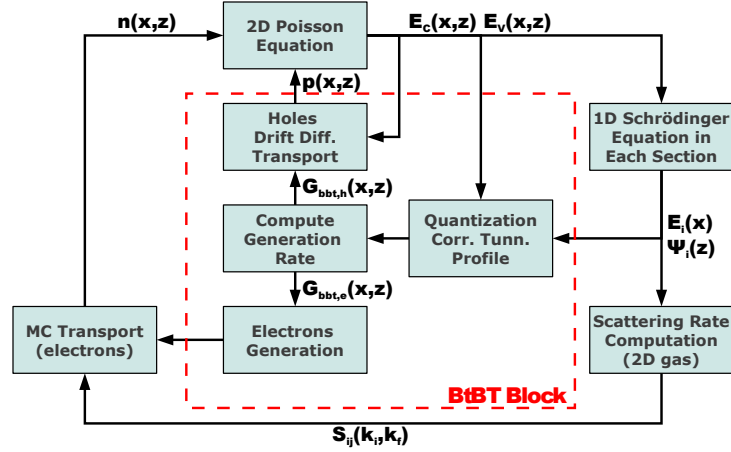 n(x,z)
2D Poisson
Equation
Ec(x,z) Ev(x,z)
p(x,z)
Holes
Drift Diff.
Transport
1D Schrödinger
Equation in
Each Section
Gbbt,h(x,z)
Compute
Generation
Rate
Quantization
Corr. Tunn.
Profile
Ei(x)
Ψi(z)
Gbbt,e(x,z)
MC Transport
(electrons)
Electrons
Generation
Scattering Rate
Computation
(2D gas)
BtBT Block
Sij(ki,kf)